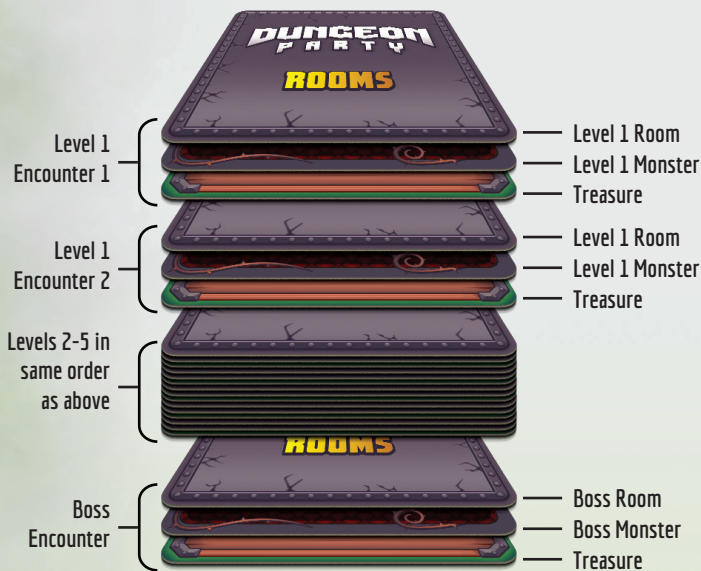 DUNGEON
PARTY
ROOMS
Level 1
Encounter 1
Level 1 Room
Level 1 Monster
Treasure
Level 1
Encounter 2
Level 1 Room
Level 1 Monster
Treasure
Levels 2-5 in
same order
as above
ROOMS
Boss
Encounter
Boss Room
Boss Monster
Treasure